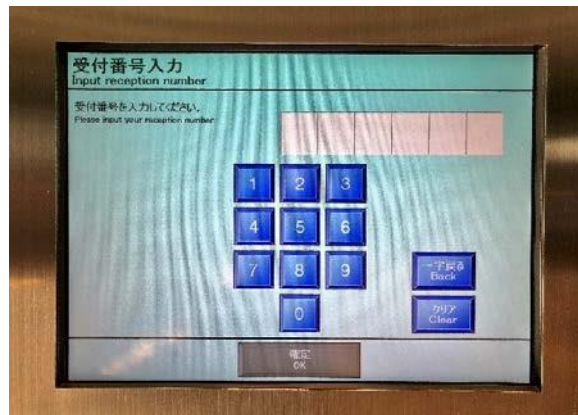 受付番号入力
Input reception number
受付番号を入力してください。
Please input your reception number
1 2 3
4 5 6
7 8 9
一字戻る
Back
0
クリア
Clear
確定
OK